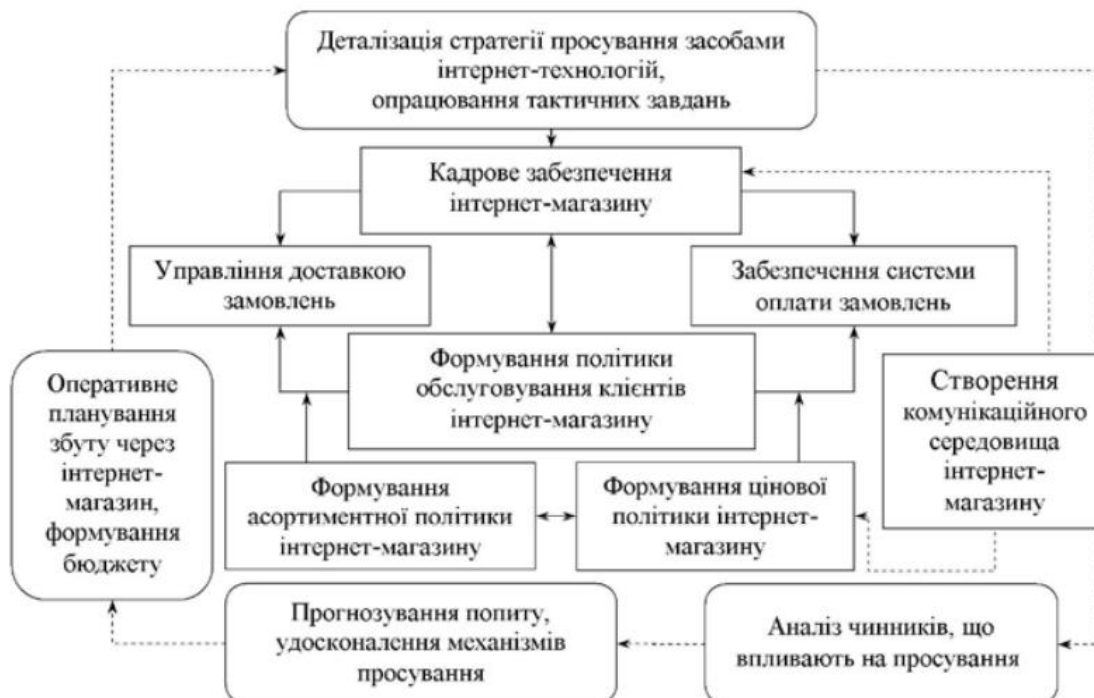 Деталізація стратегії просування засобами
інтернет-технологій,
опрацювання тактичних завдань
Кадрове забезпечення
інтернет-магазину
Управління доставкою
замовлень
Забезпечення системи
оплати замовлень
Формування політики
обслуговування клієнтів
інтернет-магазину
Оперативне
планування
збуту через
інтернет-
магазин,
формування
бюджету
Створення
комунікаційного
середовища
інтернет-
магазину
Формування
асортиментної політики
інтернет-магазину
Формування цінової
політики інтернет-
магазину
Прогнозування попиту,
удосконалення механізмів
просування
Аналіз чинників, що
впливають на просування